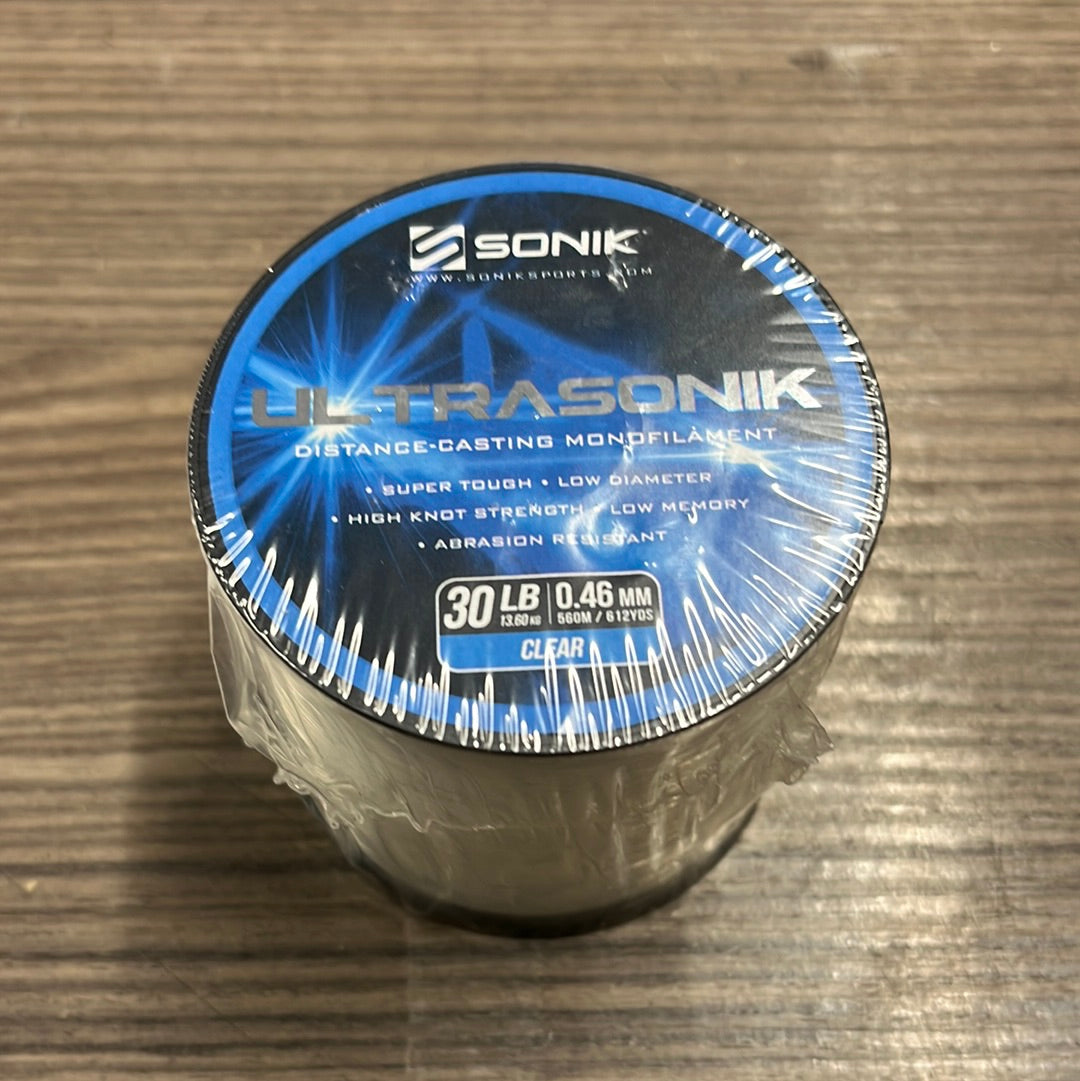 SONIK
WWW.SONIKSPORTS.COM
ULTRASONIK
DISTANCE-CASTING MONOFILAMENT
• SUPER TOUGH • LOW DIAMETER
• HIGH KNOT STRENGTH • LOW MEMORY
• ABRASION RESISTANT
30 LB 13.60 KG 0.46 MM
560M / 612YDS
CLEAR